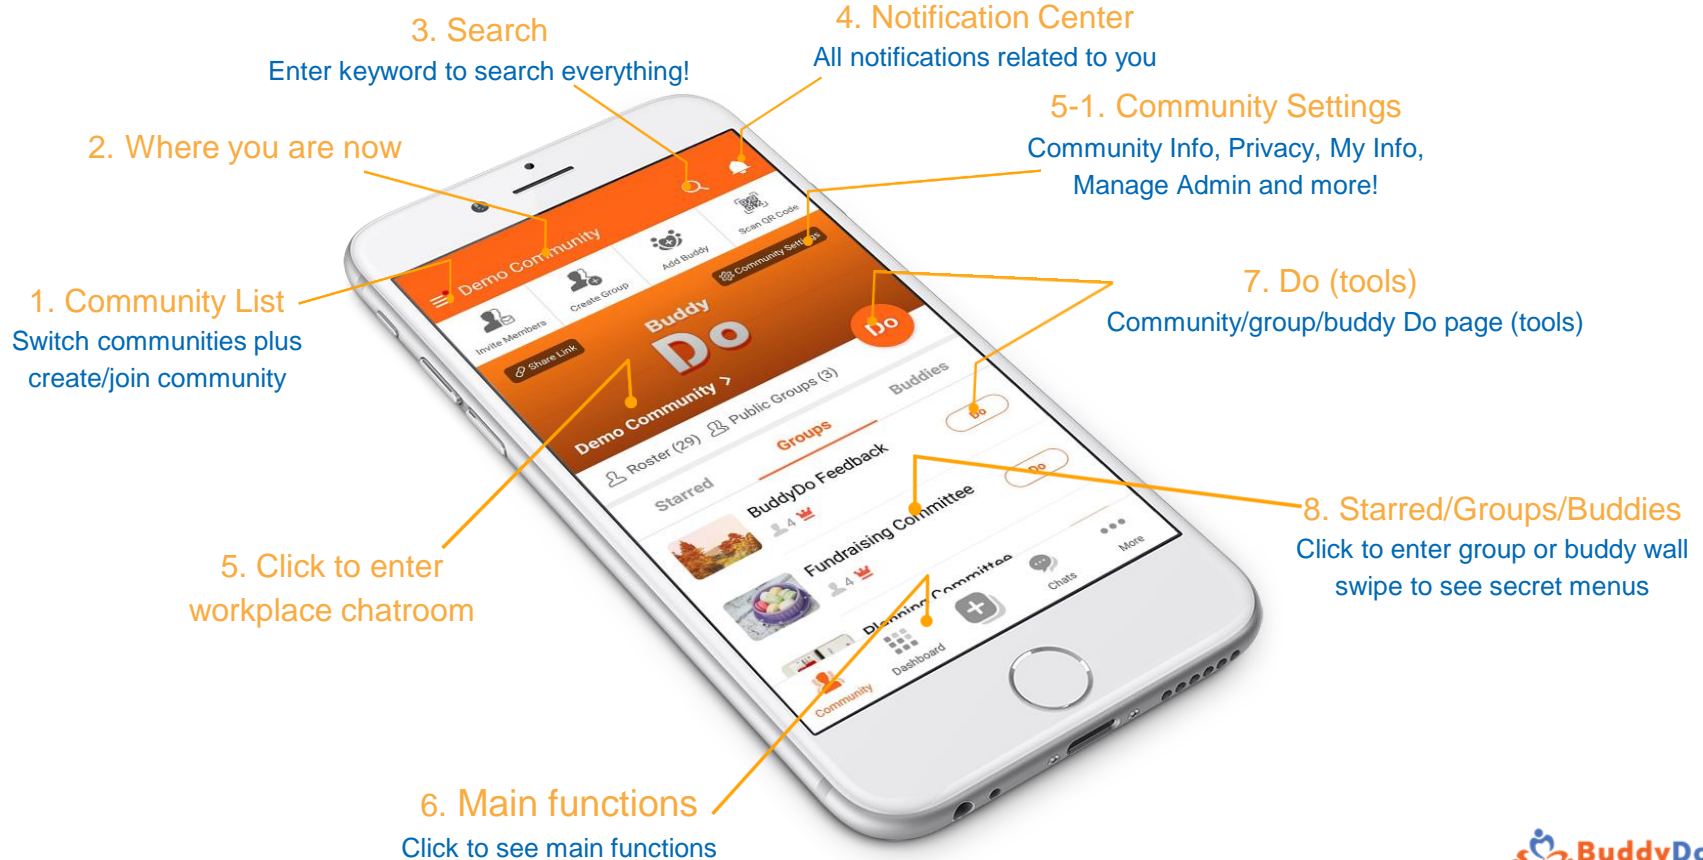 3. Search
Enter keyword to search everything!
4. Notification Center
All notifications related to you
5-1. Community Settings
Community Info, Privacy, My Info,
Manage Admin and more!
2. Where you are now
1. Community List
Switch communities plus
create/join community
7. Do (tools)
Community/group/buddy Do page (tools)
5. Click to enter
workplace chatroom
8. Starred/Groups/Buddies
Click to enter group or buddy wall
swipe to see secret menus
6. Main functions
Click to see main functions
Demo Community
Invite Members
Create Group
Add Buddy
Scan QR Code
Share Link
Community Settings
Buddy
Do
Do
Demo Community >
Roster (29)
Public Groups (3)
Starred
Groups
Buddies
BuddyDo Feedback
4
Do
Fundraising Committee
4
Do
Planning Committee
Community
Dashboard
Chats
More
BuddyDo